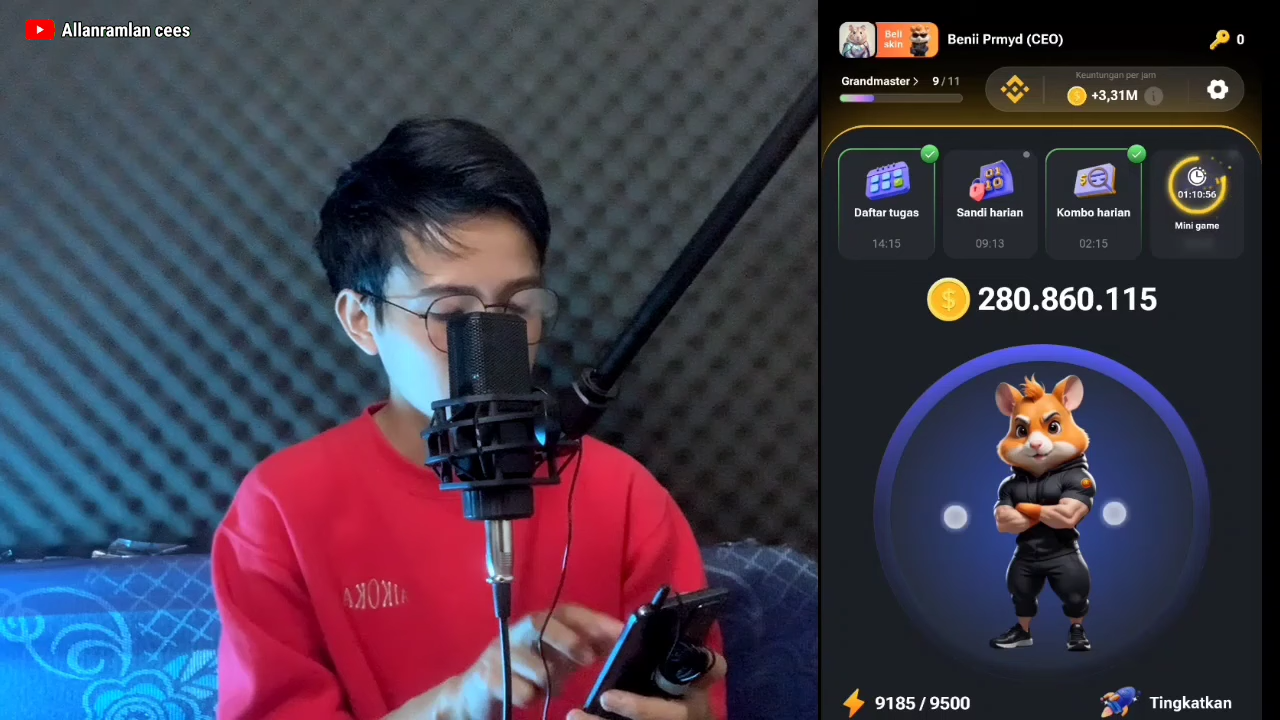 Allanramlan cees
Beli
skin
Benii Prmyd (CEO)
0
Grandmaster >
9 / 11
Keuntungan per jam
+3,31M
Daftar tugas
14:15
Sandi harian
09.13
Kombo harian
02:15
01:10:56
Mini game
280.860.115
AIKOKA
9185 / 9500
Tingkatkan